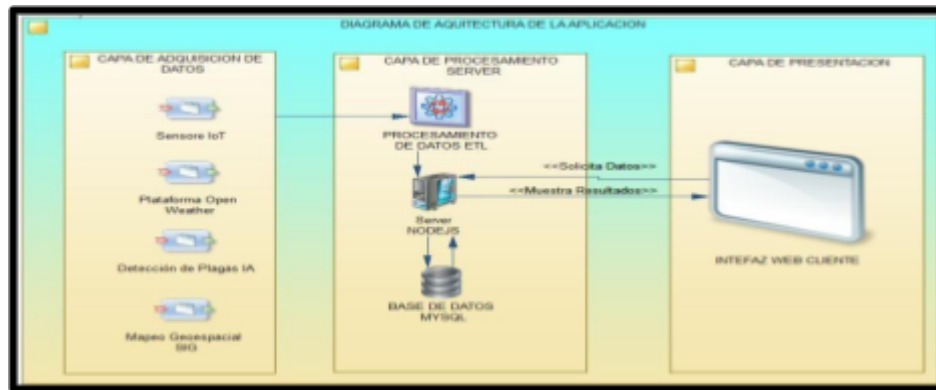 DIAGRAMA DE AQUITECTURA DE LA APLICACION
CAPA DE ADQUISICION DE
DATOS
Sensore IoT
Plataforma Open
Weather
Detección de Plagas IA
Mapeo Geoespacial
SIG
CAPA DE PROCESAMIENTO
SERVER
PROCESAMIENTO
DE DATOS ETL
Server
NODEJS
BASE DE DATOS
MYSQL
<<Solicita Datos>>
<<Muestra Resultados>>
CAPA DE PRESENTACION
INTEFAZ WEB CLIENTE